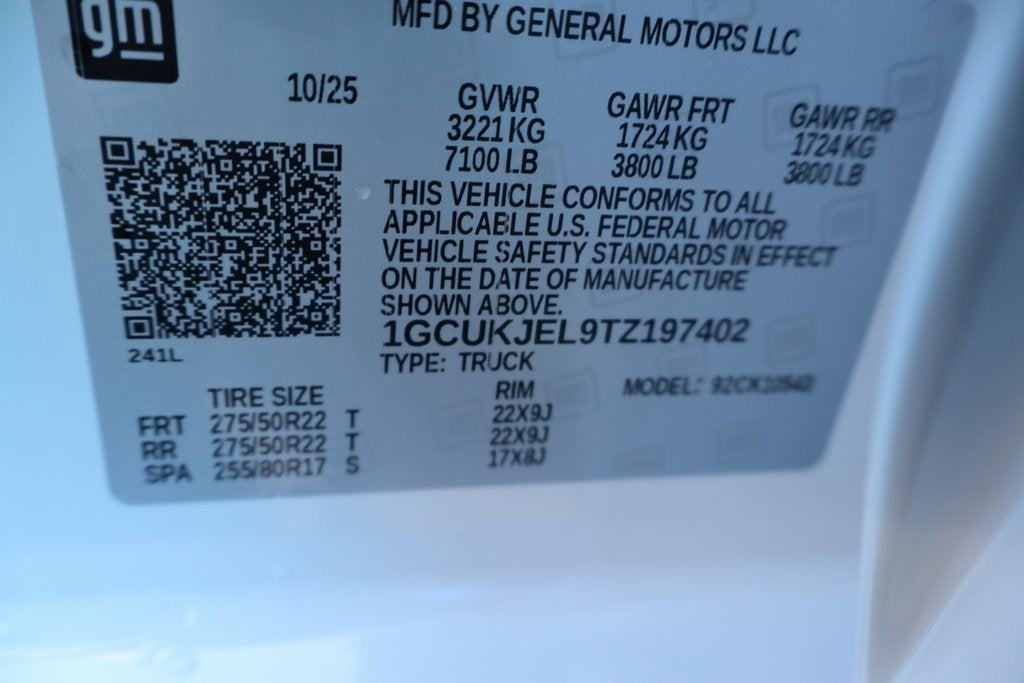 gm
MFD BY GENERAL MOTORS LLC
10/25
GVWR
3221 KG
7100 LB
GAWR FRT
1724 KG
3800 LB
GAWR RR
1724 KG
3800 LB
THIS VEHICLE CONFORMS TO ALL
APPLICABLE U.S. FEDERAL MOTOR
VEHICLE SAFETY STANDARDS IN EFFECT
ON THE DATE OF MANUFACTURE
SHOWN ABOVE.
1GCUKJEL9TZ197402
TYPE: TRUCK
241L
MODEL:
TIRE SIZE RIM
FRT 275/50R22 T 22X9J
RR 275/50R22 T 22X9J
SPA 255/80R17 S 17X8J